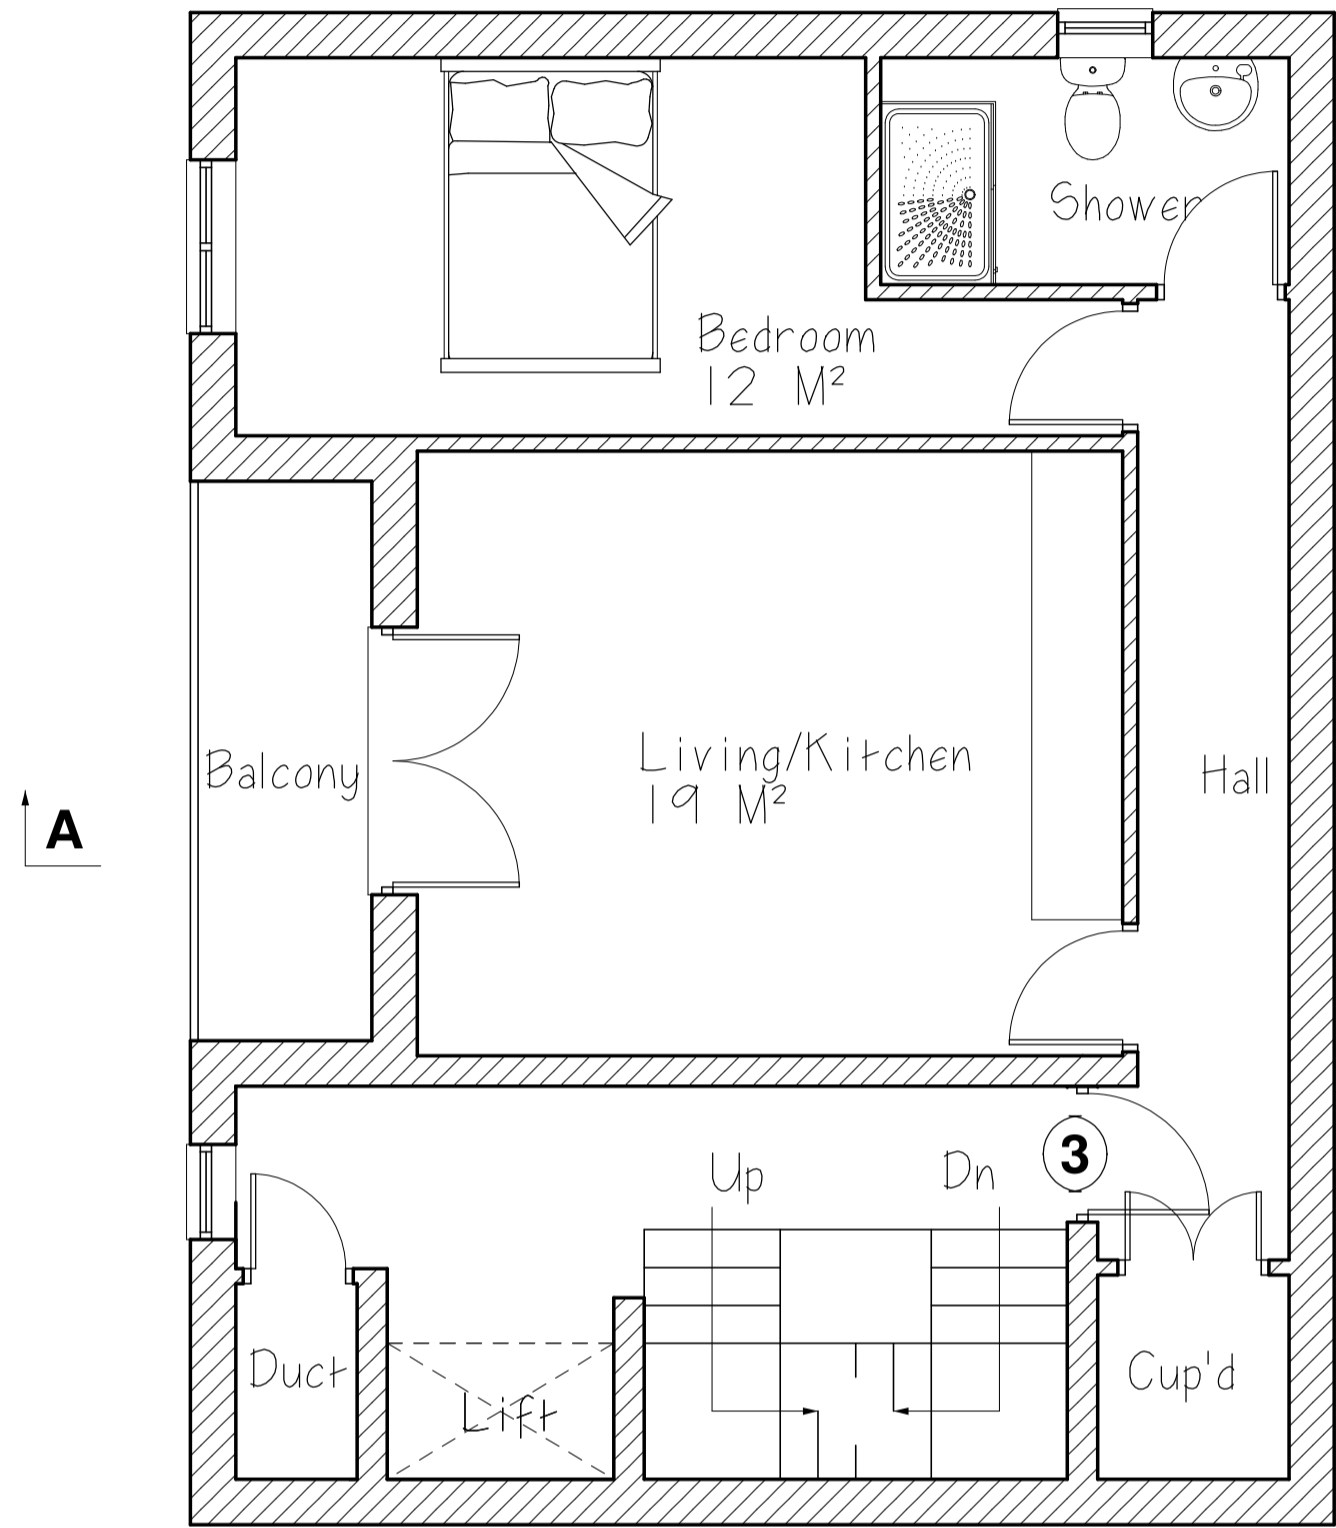 Shower
Bedroom
12 M²
Living/Kitchen
19 M²
Balcony
Hall
A
3
Up
Dn
Duct
Lift
Cup'd